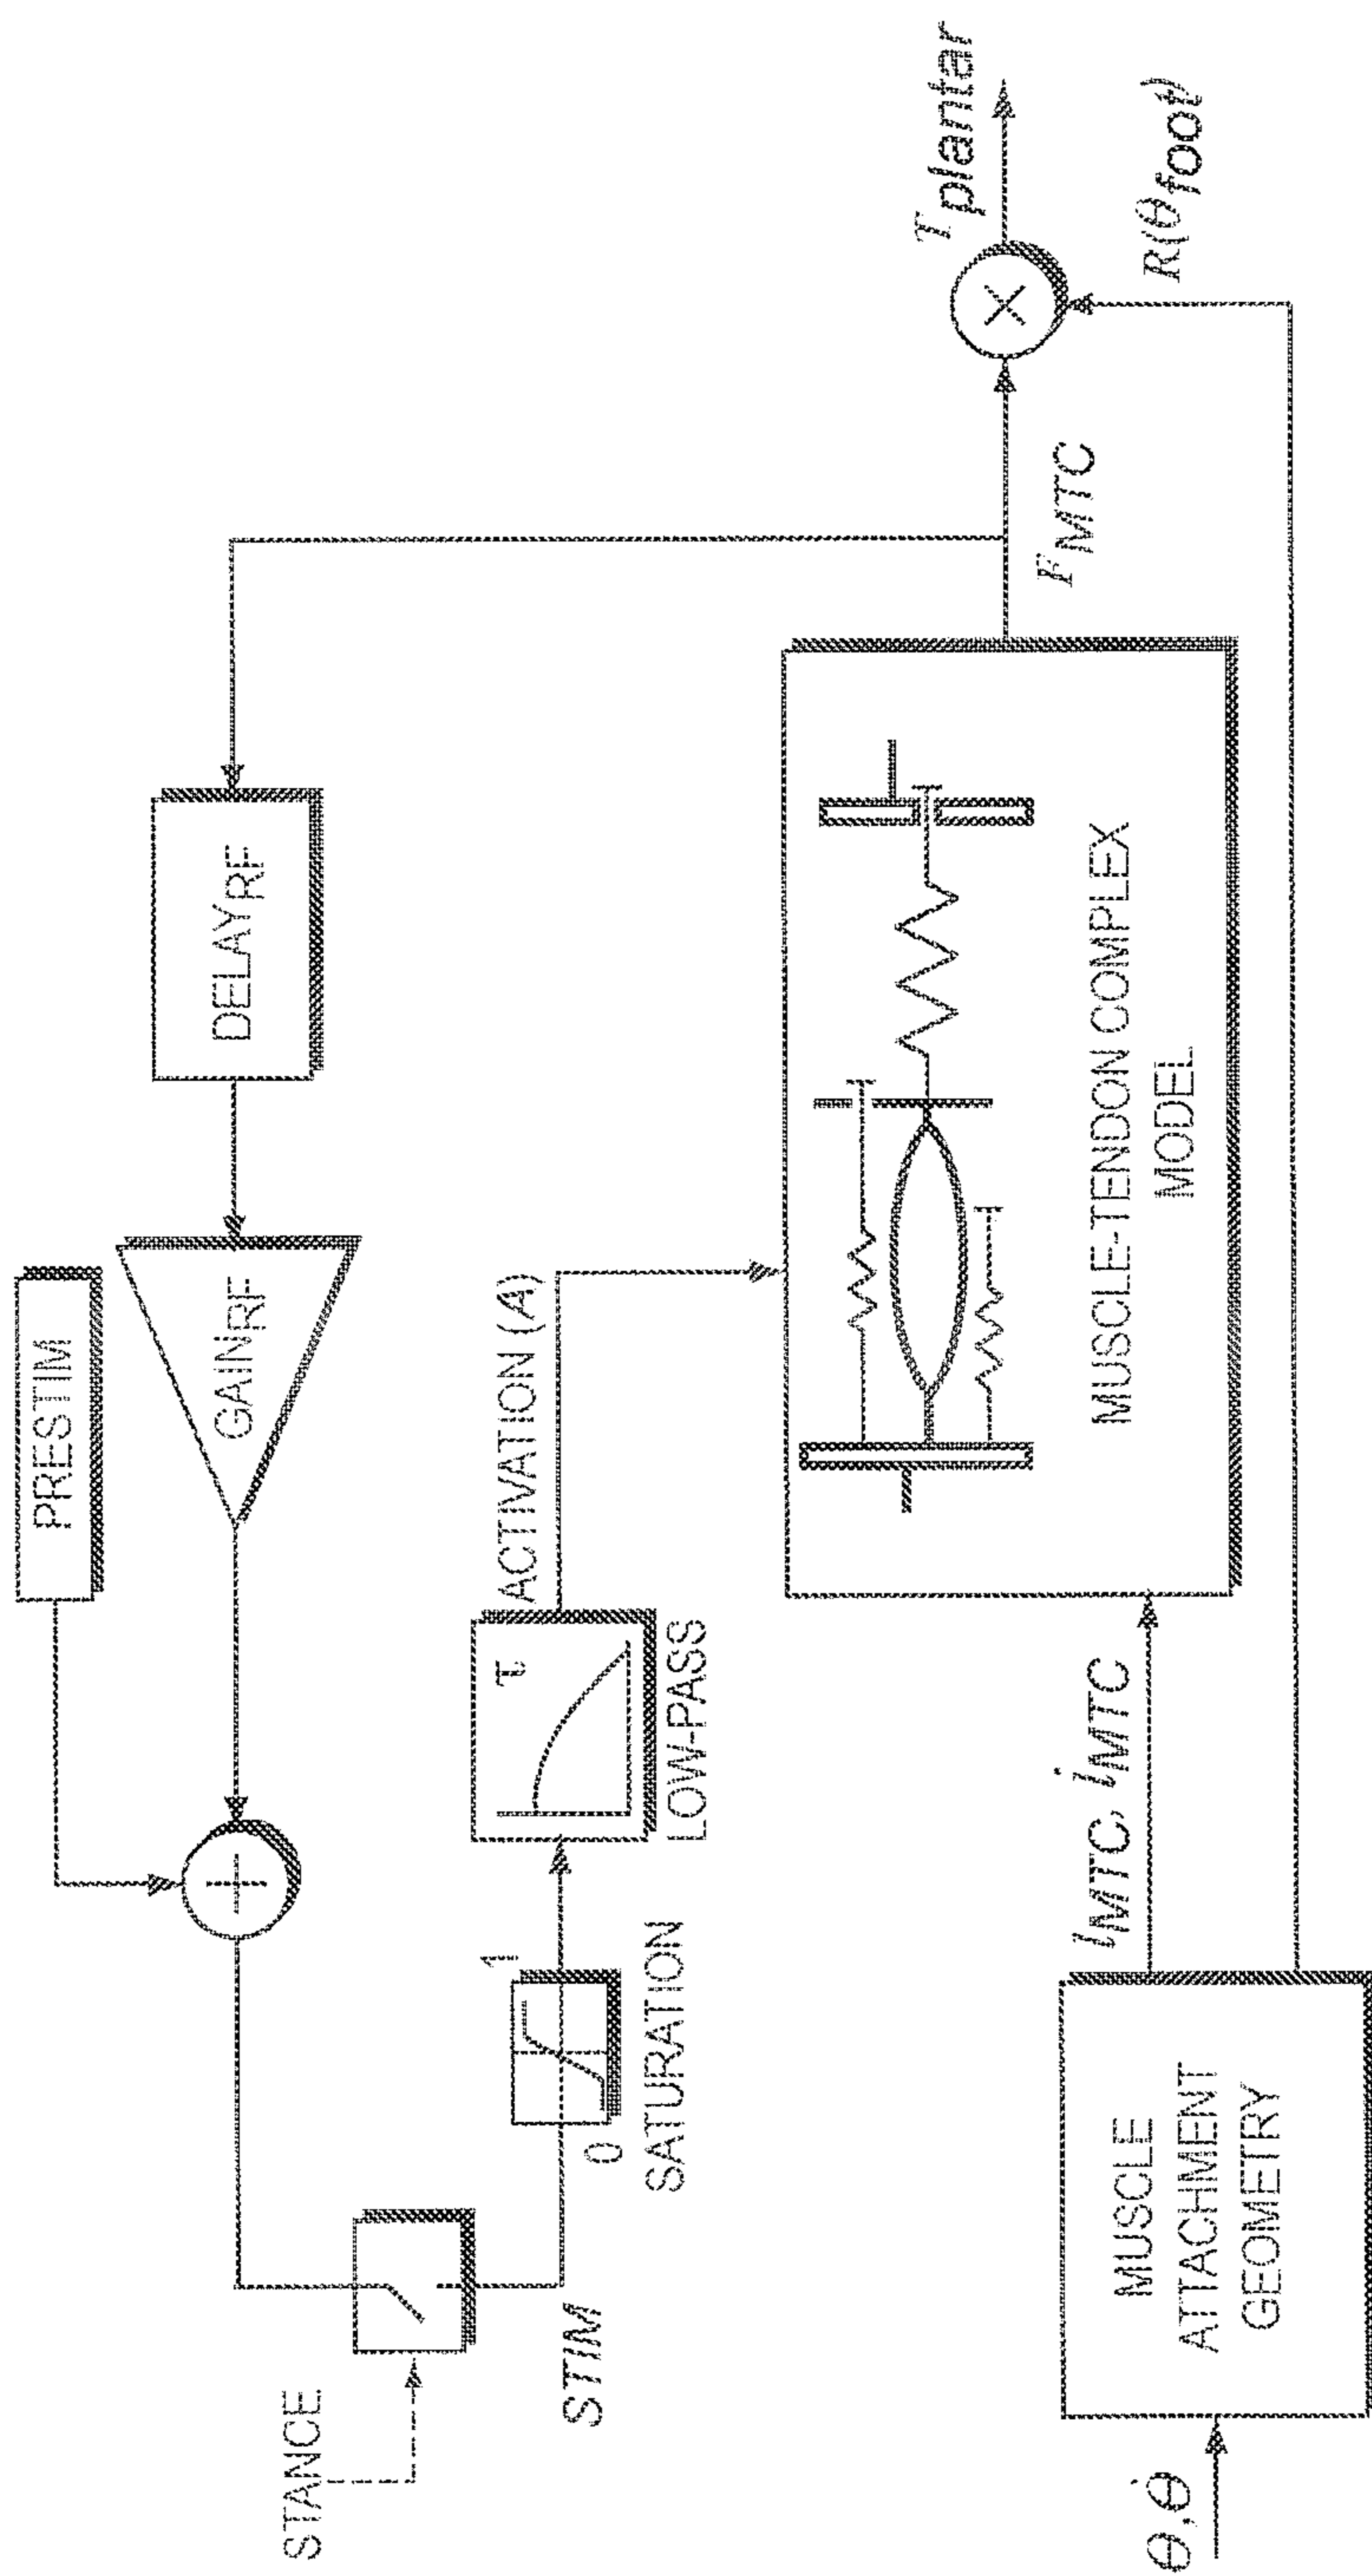 PRESTIM
GAIN_RF
DELAY_RF
STANCE
STIM
0
1
SATURATION
τ
LOW-PASS
ACTIVATION (A)
MUSCLE-TENDON COMPLEX
MODEL
F_MTC
T_plantar
R(θ_foot)
θ, θ̇
MUSCLE
ATTACHMENT
GEOMETRY
l_MTC, l̇_MTC